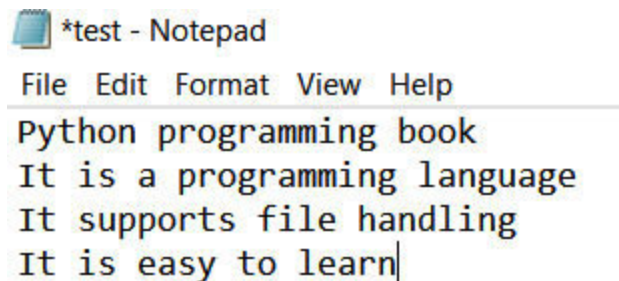 *test - Notepad
File Edit Format View Help
Python programming book
It is a programming language
It supports file handling
It is easy to learn